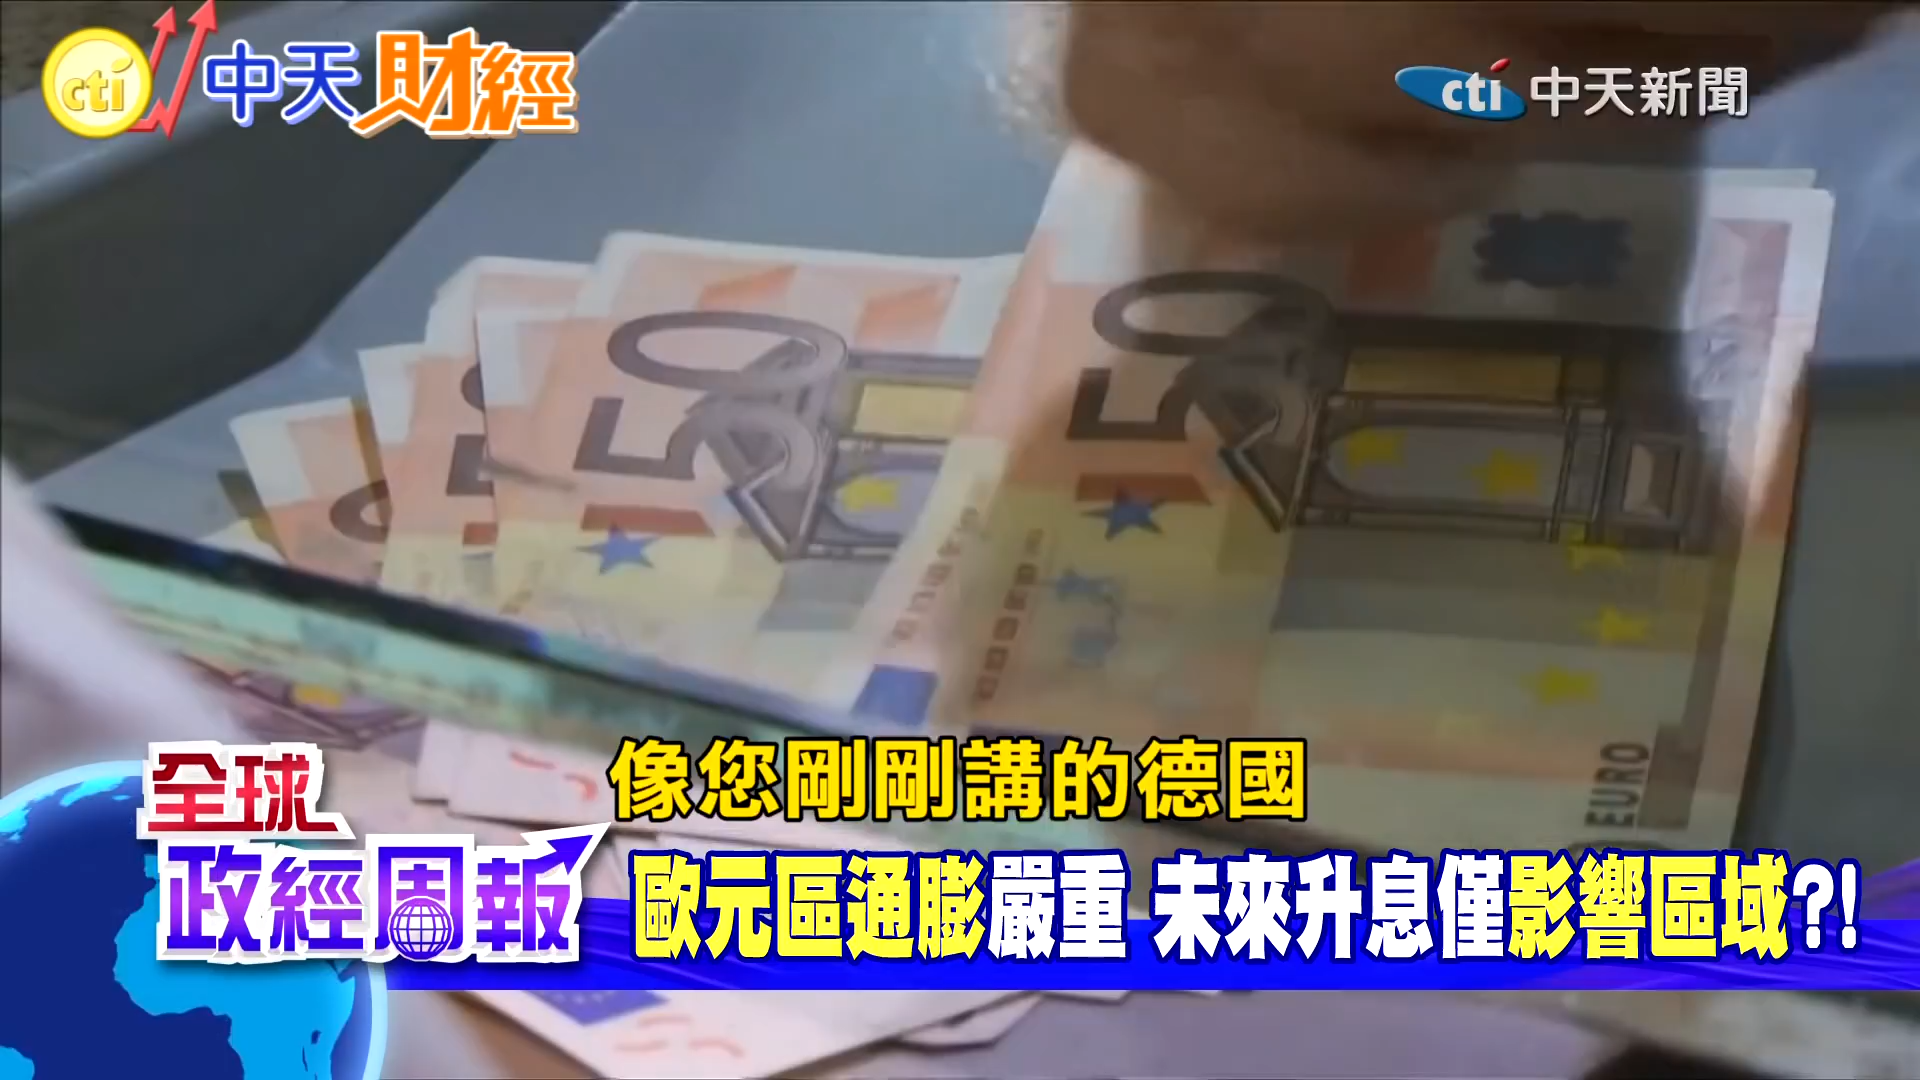 cti 中天財經
cti 中天新聞
50
50
EURO
像您剛剛講的德國
全球
政經周報
歐元區通膨嚴重 未來升息僅影響區域?!